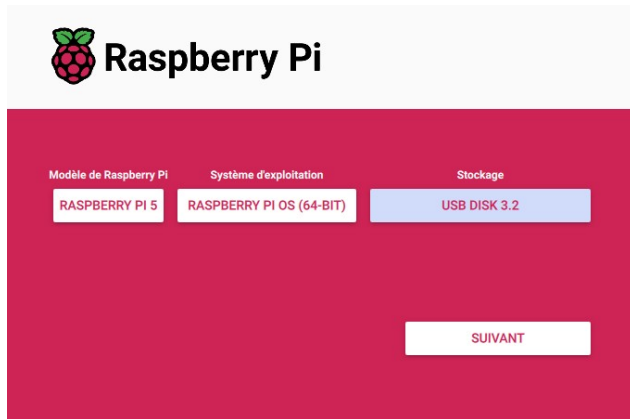 Raspberry Pi
Modèle de Raspberry Pi Système d'exploitation Stockage
RASPBERRY PI 5 RASPBERRY PI OS (64-BIT) USB DISK 3.2
SUIVANT